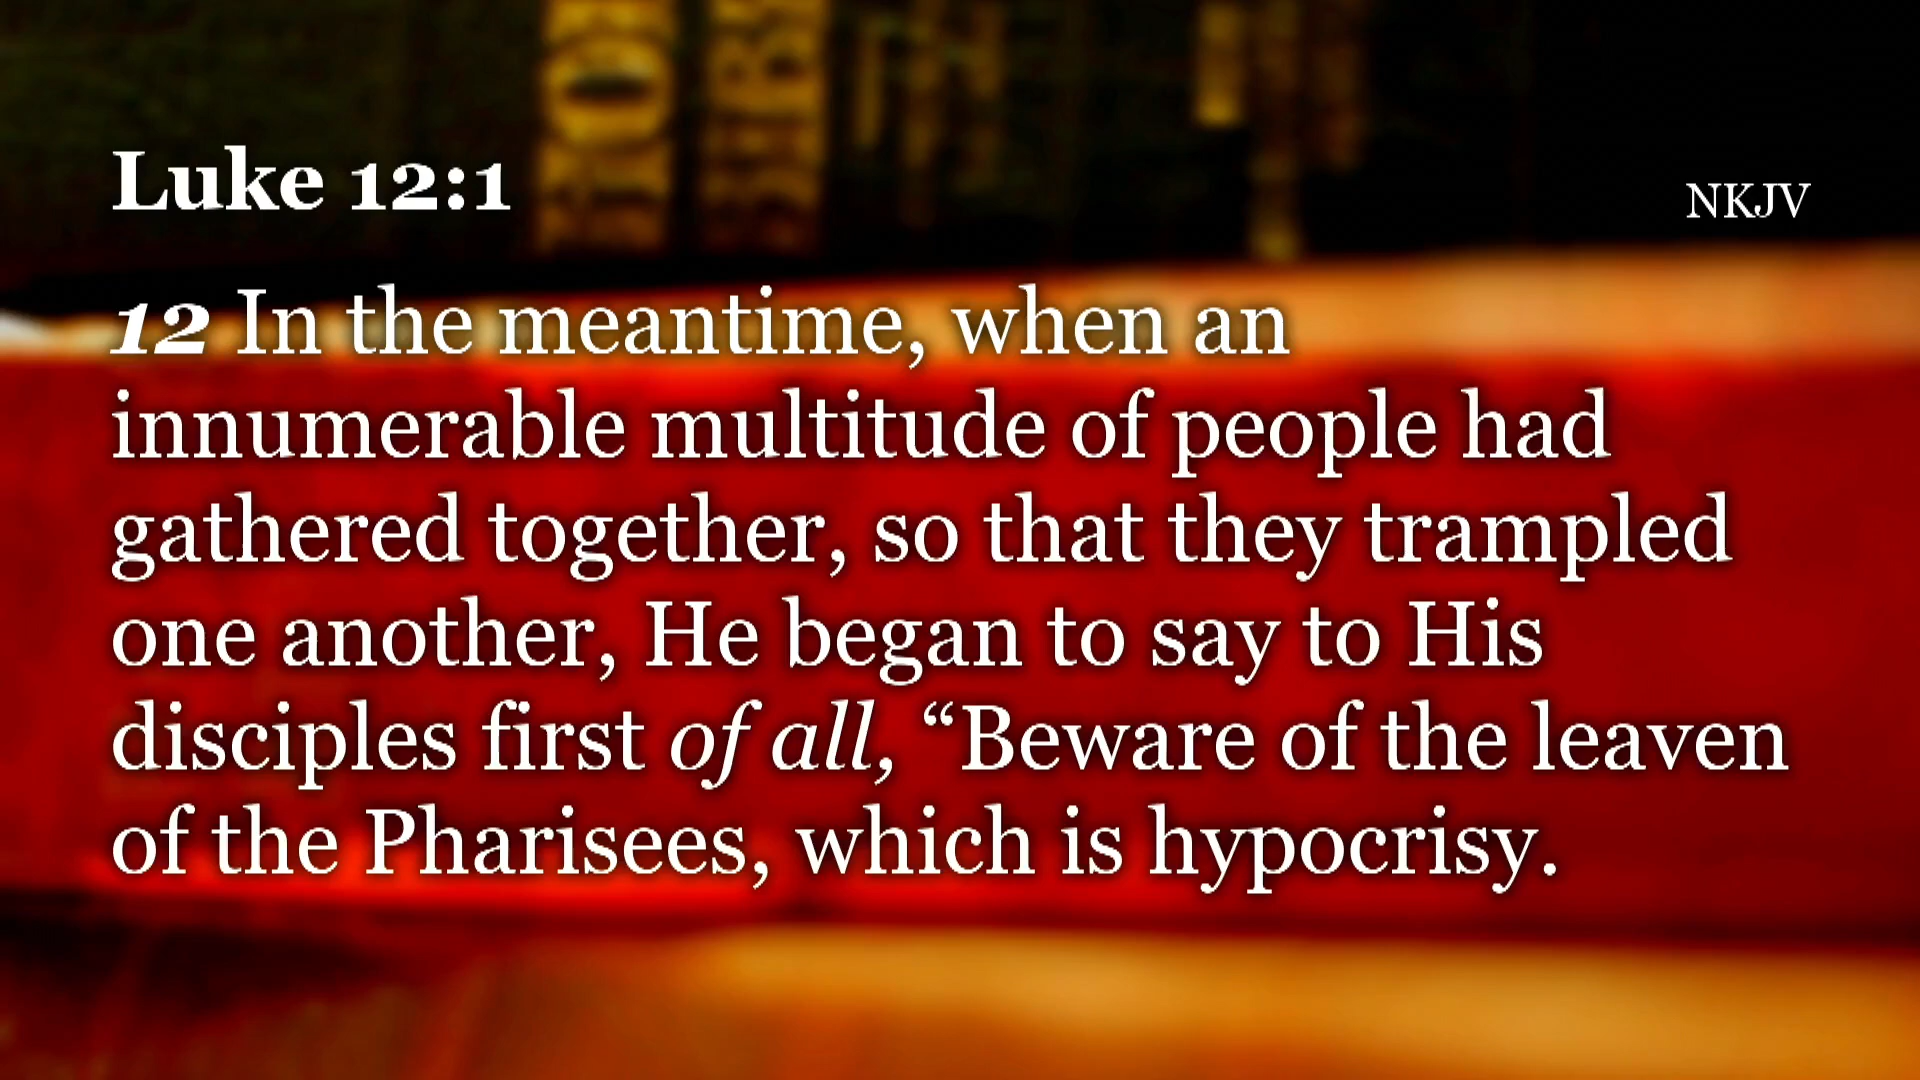 Luke 12:1
NKJV
12 In the meantime, when an
innumerable multitude of people had
gathered together, so that they trampled
one another, He began to say to His
disciples first of all, “Beware of the leaven
of the Pharisees, which is hypocrisy.